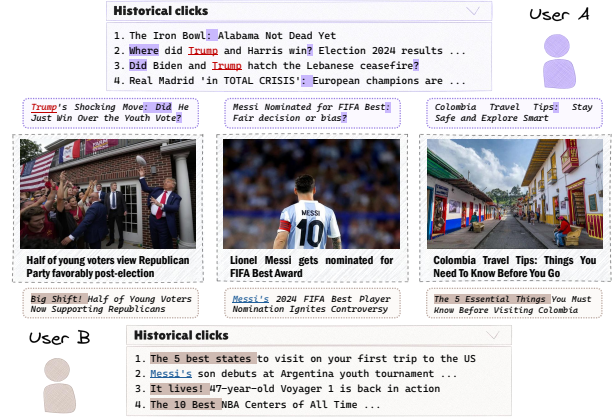 Historical clicks
User A
1. The Iron Bowl: Alabama Not Dead Yet
2. Where did Trump and Harris win? Election 2024 results ...
3. Did Biden and Trump hatch the Lebanese ceasefire?
4. Real Madrid 'in TOTAL CRISIS': European champions are ...
Trump's Shocking Move: Did He
Just Win Over the Youth Vote?
Messi Nominated for FIFA Best:
Fair decision or bias?
Colombia Travel Tips: Stay
Safe and Explore Smart
MESSI
10
Half of young voters view Republican
Party favorably post-election
Lionel Messi gets nominated for
FIFA Best Award
Colombia Travel Tips: Things You
Need To Know Before You Go
Big Shift! Half of Young Voters
Now Supporting Republicans
Messi's 2024 FIFA Best Player
Nomination Ignites Controversy
The 5 Essential Things You Must
Know Before Visiting Colombia
User B
Historical clicks
1. The 5 best states to visit on your first trip to the US
2. Messi's son debuts at Argentina youth tournament ...
3. It lives! 47-year-old Voyager 1 is back in action
4. The 10 Best NBA Centers of All Time ...